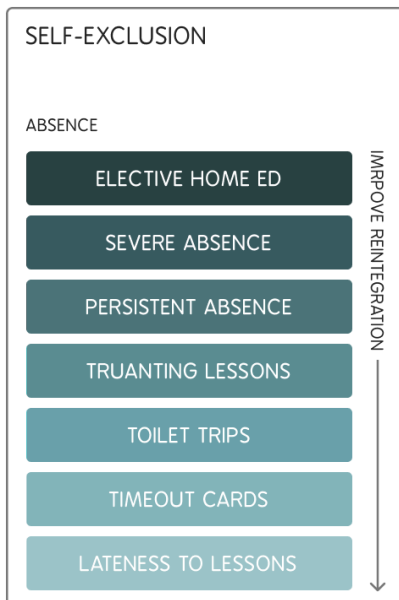 SELF-EXCLUSION
ABSENCE
ELECTIVE HOME ED
SEVERE ABSENCE
PERSISTENT ABSENCE
TRUANTING LESSONS
TOILET TRIPS
TIMEOUT CARDS
LATENESS TO LESSONS
IMRPOVE REINTEGRATION